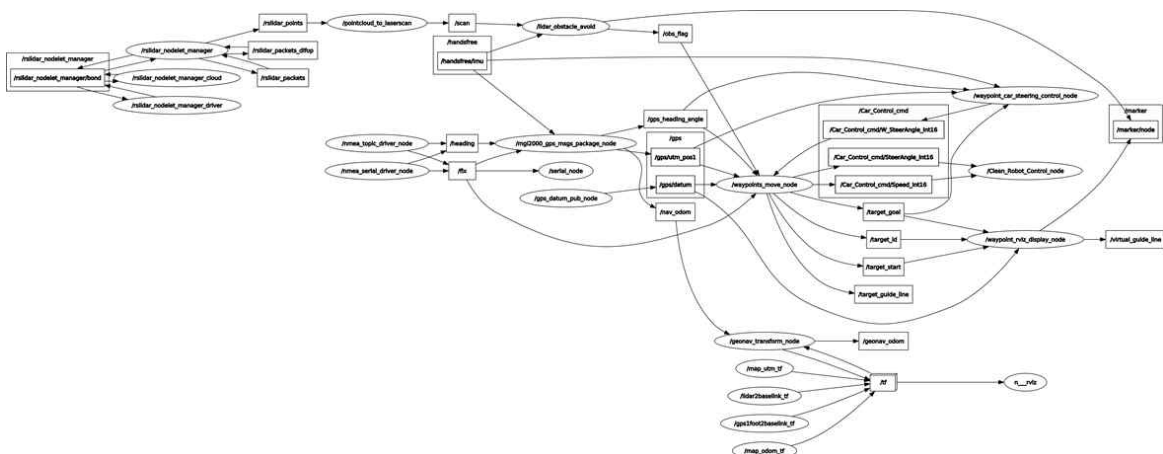 /rslidar_points
/pointcloud_to_laserscan
/scan
/lidar_obstacle_avoid
/obs_flag
/rslidar_nodelet_manager
/rslidar_nodelet_manager/bond
/rslidar_nodelet_manager
/rslidar_packets_difop
/rslidar_nodelet_manager_cloud
/rslidar_packets
/rslidar_nodelet_manager_driver
/handsfree
/handsfree/imu
/waypoint_car_steering_control_node
/marker
/marker/node
/gps_heading_angle
/Car_Control_cmd
/Car_Control_cmd/W_SteerAngle_int16
/Car_Control_cmd/SteerAngle_int16
/Car_Control_cmd/Speed_int16
/Clean_Robot_Control_node
/nmea_topic_driver_node
/heading
/nmea_serial_driver_node
/fix
/serial_node
/gps
/gps/utm_pos1
/gps/datum
/gps_datum_pub_node
/waypoints_move_node
/nav_odom
/target_goal
/target_id
/target_start
/target_guide_line
/waypoint_rviz_display_node
/virtual_guide_line
/geonav_transform_node
/geonav_odom
/map_utm_tf
/lidar2baselink_tf
/gps1foot2baselink_tf
/map_odom_tf
/tf
n__rviz